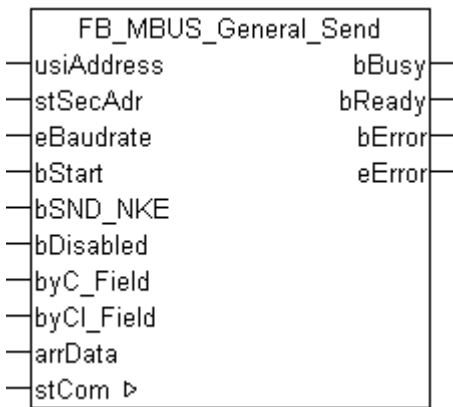 FB_MBUS_General_Send
usiAddress bBusy
stSecAdr bReady
eBaudrate bError
bStart eError
bSND_NKE
bDisabled
byC_Field
byCI_Field
arrData
stCom ▷